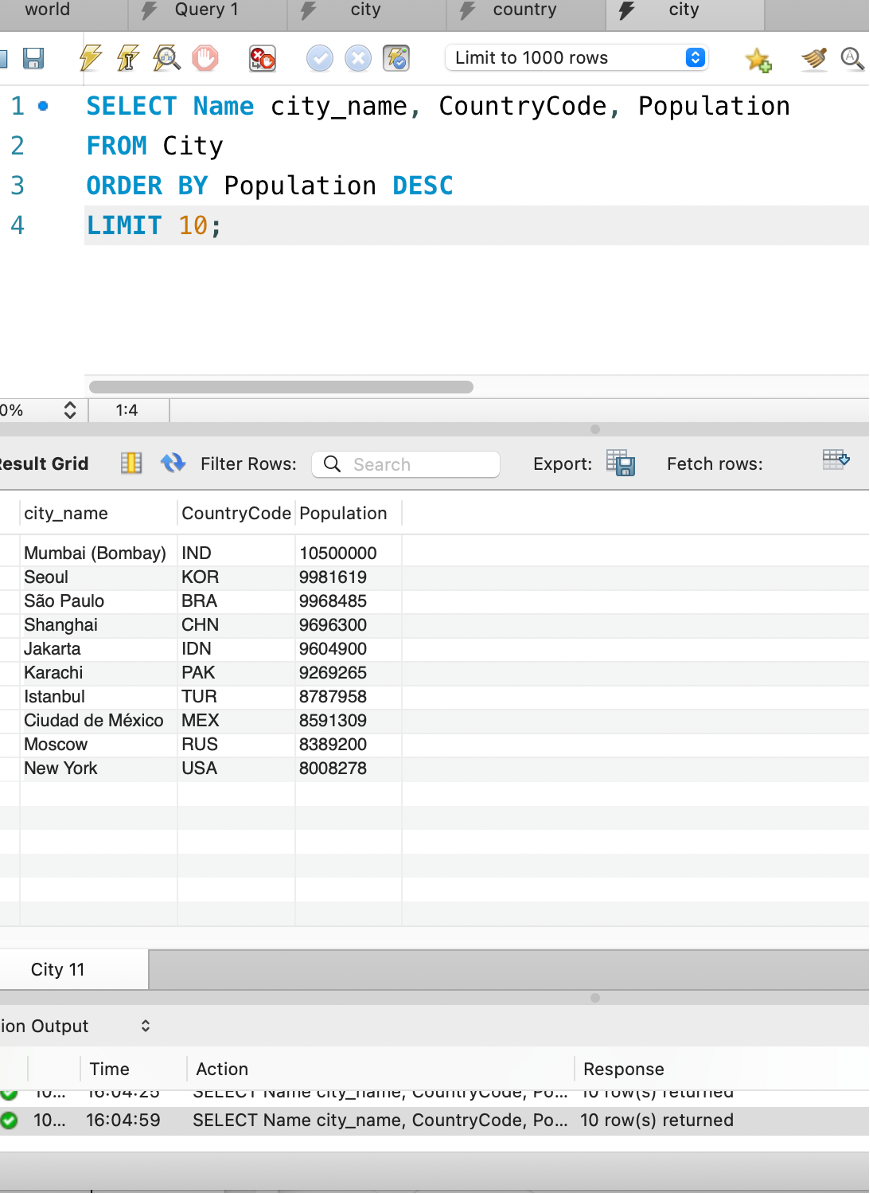 world Query 1 city country city
Limit to 1000 rows
1 SELECT Name city_name, CountryCode, Population
2 FROM City
3 ORDER BY Population DESC
4 LIMIT 10;
0% 1:4
esult Grid Filter Rows: Search Export: Fetch rows:
city_name CountryCode Population
Mumbai (Bombay) IND 10500000
Seoul KOR 9981619
São Paulo BRA 9968485
Shanghai CHN 9696300
Jakarta IDN 9604900
Karachi PAK 9269265
Istanbul TUR 8787958
Ciudad de México MEX 8591309
Moscow RUS 8389200
New York USA 8008278
City 11
ion Output
Time Action Response
10... 16:04:25 SELECT Name city_name, CountryCode, Po... 10 row(s) returned
10... 16:04:59 SELECT Name city_name, CountryCode, Po... 10 row(s) returned